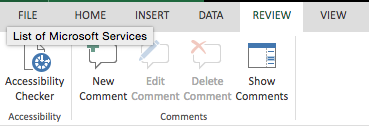 FILE HOME INSERT DATA REVIEW VIEW
List of Microsoft Services
Accessibility Checker
New Comment
Edit Comment
Delete Comment
Show Comments
Accessibility Comments